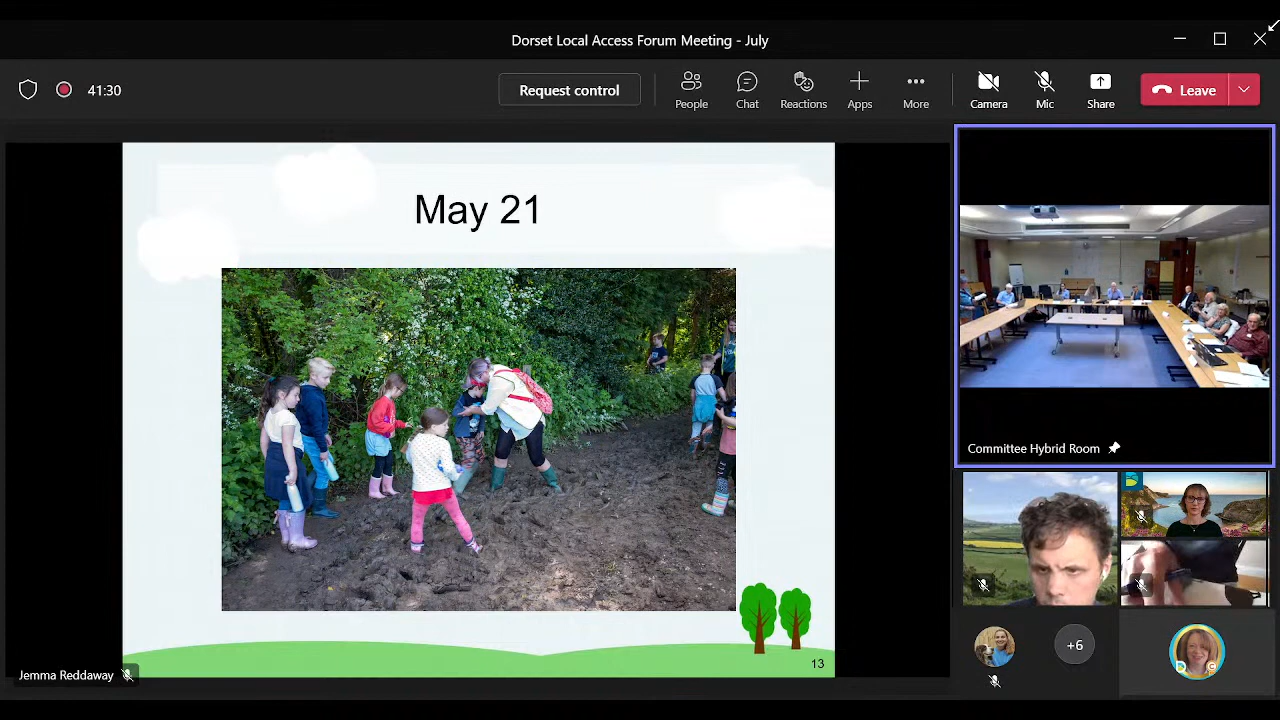 Dorset Local Access Forum Meeting - July
41:30
Request control
People
Chat
Reactions
Apps
More
Camera
Mic
Share
Leave
May 21
13
Jemma Reddaway
Committee Hybrid Room
+6